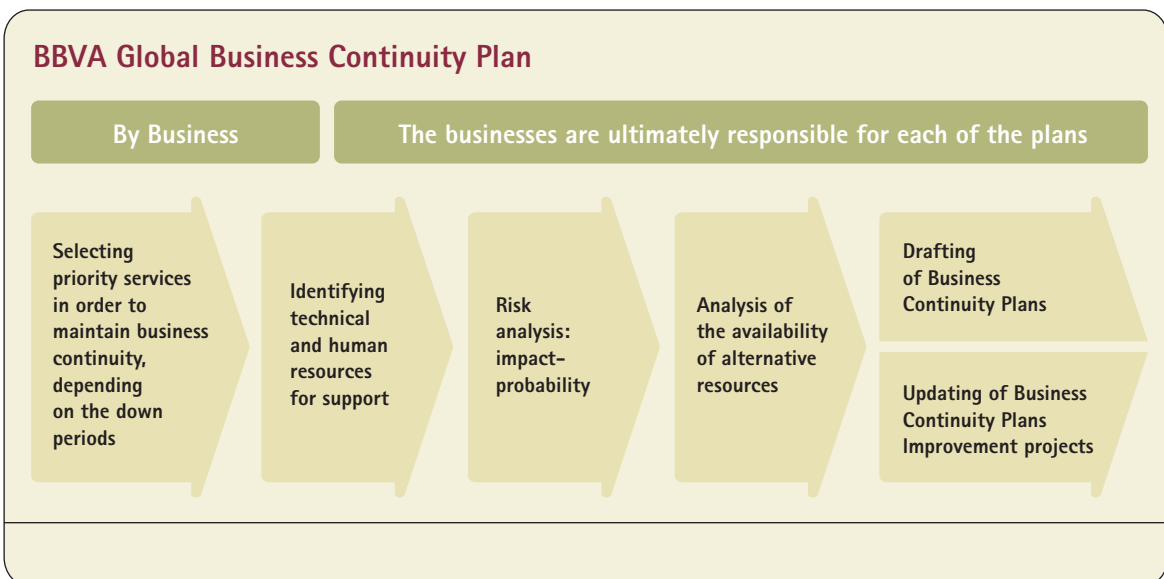 BBVA Global Business Continuity Plan
By Business
The businesses are ultimately responsible for each of the plans
Selecting
priority services
in order to
maintain business
continuity,
depending
on the down
periods
Identifying
technical
and human
resources
for support
Risk
analysis:
impact-
probability
Analysis of
the availability
of alternative
resources
Drafting
of Business
Continuity Plans
Updating of Business
Continuity Plans
Improvement projects